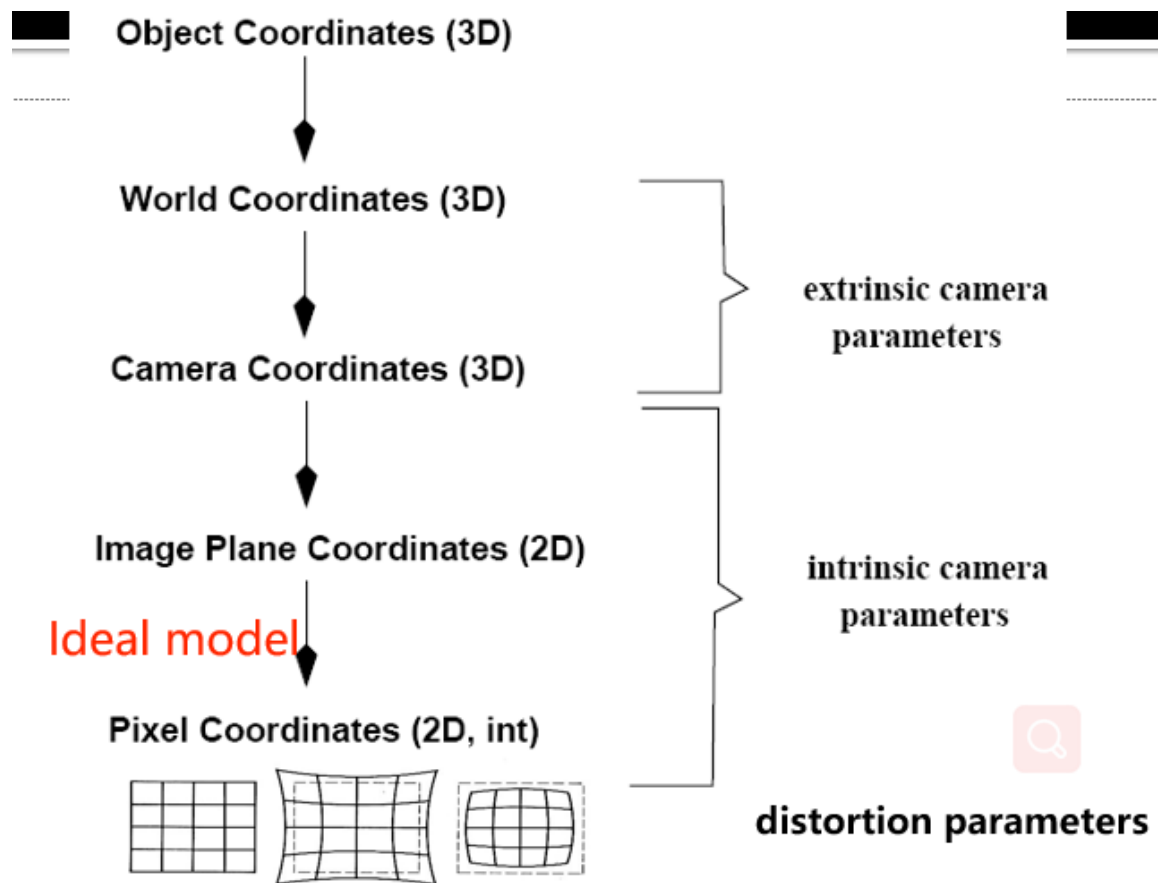 Object Coordinates (3D)
World Coordinates (3D)
extrinsic camera
parameters
Camera Coordinates (3D)
Image Plane Coordinates (2D)
intrinsic camera
parameters
Ideal model
Pixel Coordinates (2D, int)
distortion parameters